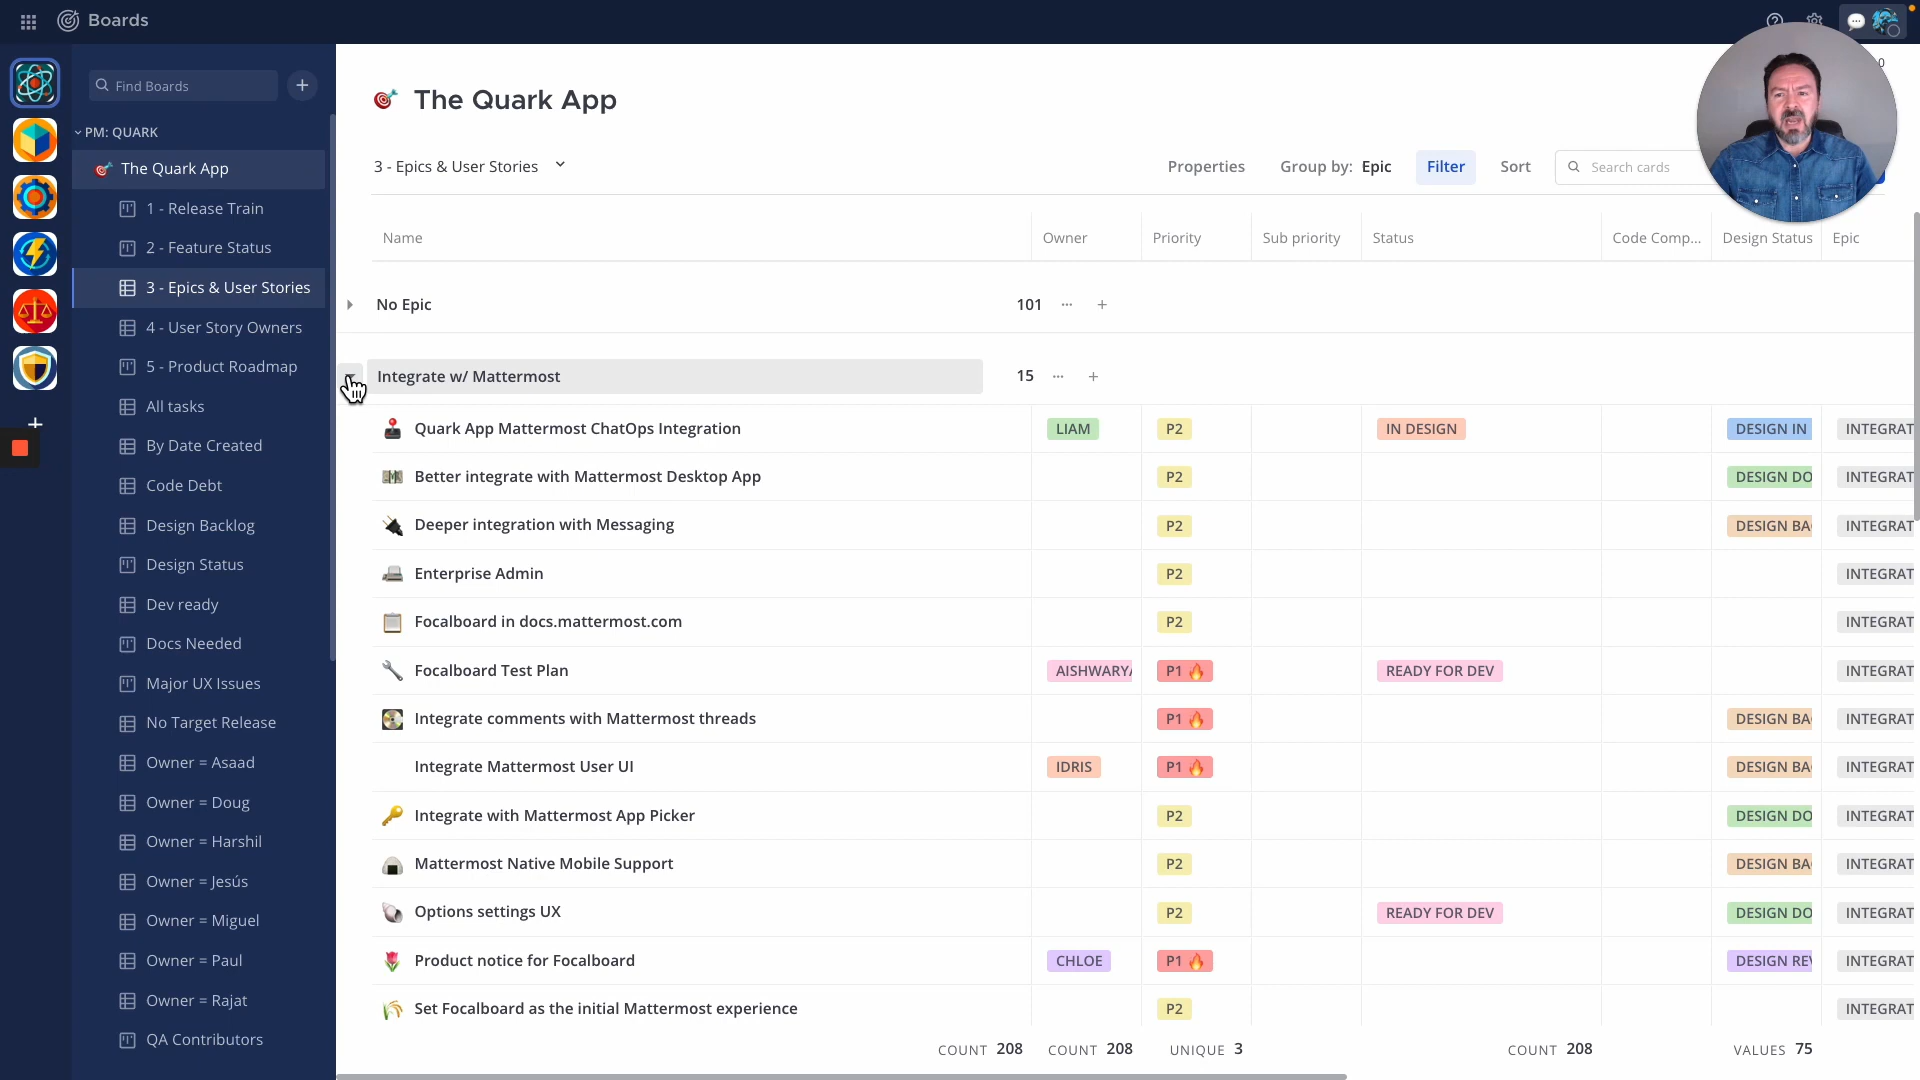 Boards
Find Boards
PM: QUARK
The Quark App
1 - Release Train
2 - Feature Status
3 - Epics & User Stories
4 - User Story Owners
5 - Product Roadmap
All tasks
By Date Created
Code Debt
Design Backlog
Design Status
Dev ready
Docs Needed
Major UX Issues
No Target Release
Owner = Asaad
Owner = Doug
Owner = Harshil
Owner = Jesús
Owner = Miguel
Owner = Paul
Owner = Rajat
QA Contributors
The Quark App
3 - Epics & User Stories
Properties Group by: Epic Filter Sort Search cards
Name Owner Priority Sub priority Status Code Comp... Design Status Epic
No Epic 101 ... +
Integrate w/ Mattermost 15 ... +
Quark App Mattermost ChatOps Integration LIAM P2 IN DESIGN DESIGN IN INTEGRAT
Better integrate with Mattermost Desktop App P2 DESIGN DO INTEGRAT
Deeper integration with Messaging P2 DESIGN BA INTEGRAT
Enterprise Admin P2 INTEGRAT
Focalboard in docs.mattermost.com P2 INTEGRAT
Focalboard Test Plan AISHWARYA P1 READY FOR DEV INTEGRAT
Integrate comments with Mattermost threads P1 DESIGN BA INTEGRAT
Integrate Mattermost User UI IDRIS P1 DESIGN BA INTEGRAT
Integrate with Mattermost App Picker P2 DESIGN DO INTEGRAT
Mattermost Native Mobile Support P2 DESIGN BA INTEGRAT
Options settings UX P2 READY FOR DEV DESIGN DO INTEGRAT
Product notice for Focalboard CHLOE P1 DESIGN REV INTEGRAT
Set Focalboard as the initial Mattermost experience P2 INTEGRAT
COUNT 208 COUNT 208 UNIQUE 3 COUNT 208 VALUES 75